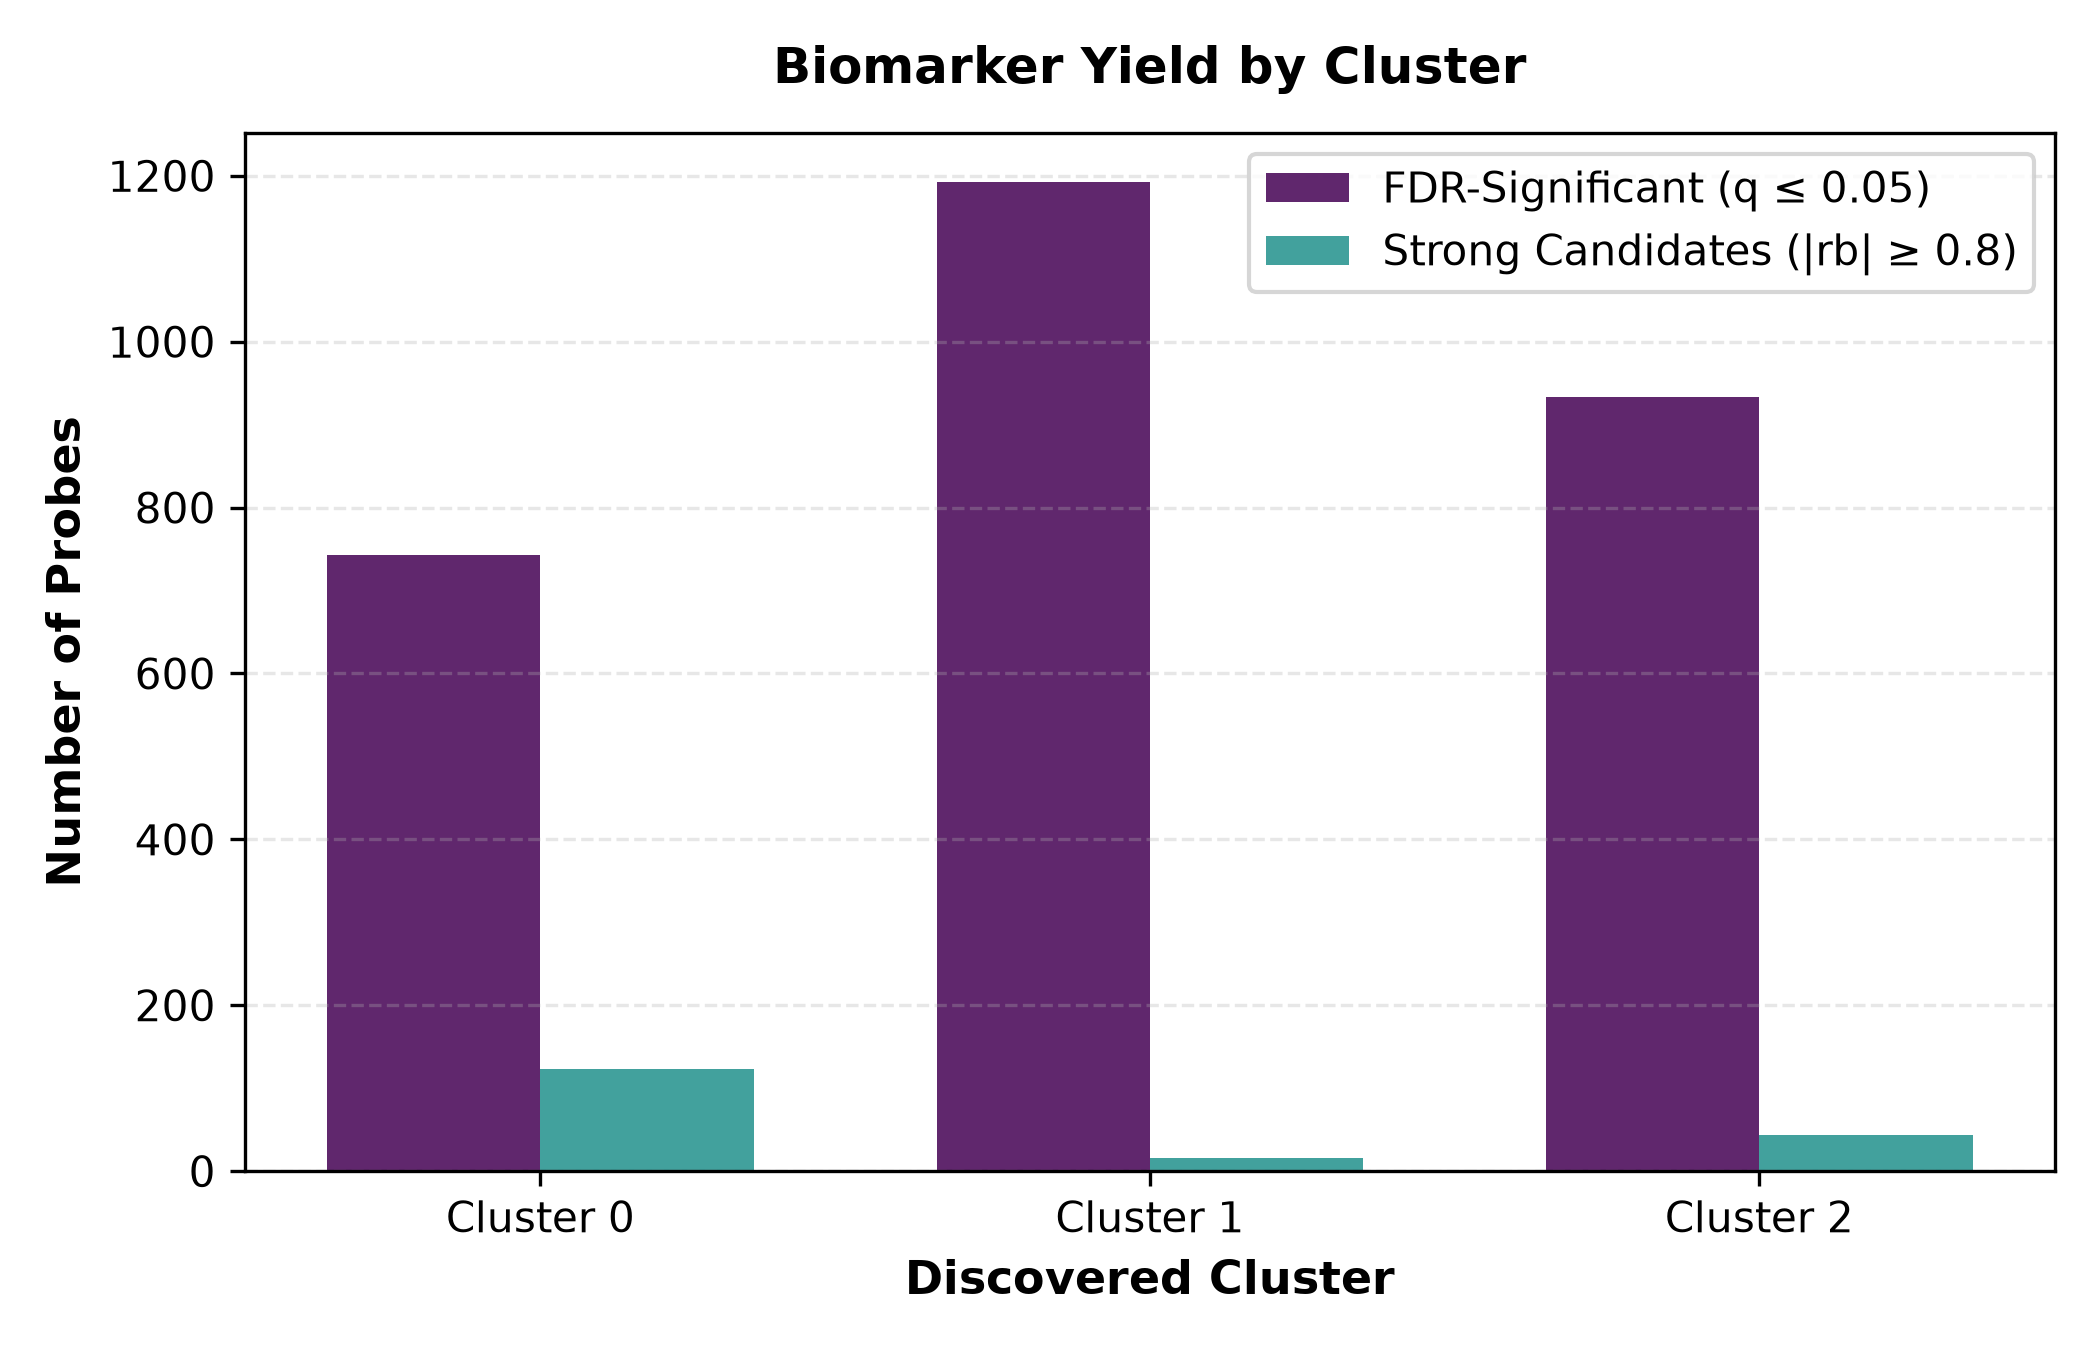 Biomarker Yield by Cluster
FDR-Significant (q ≤ 0.05)
Strong Candidates (|rb| ≥ 0.8)
Number of Probes
1200
1000
800
600
400
200
0
Cluster 0
Cluster 1
Cluster 2
Discovered Cluster